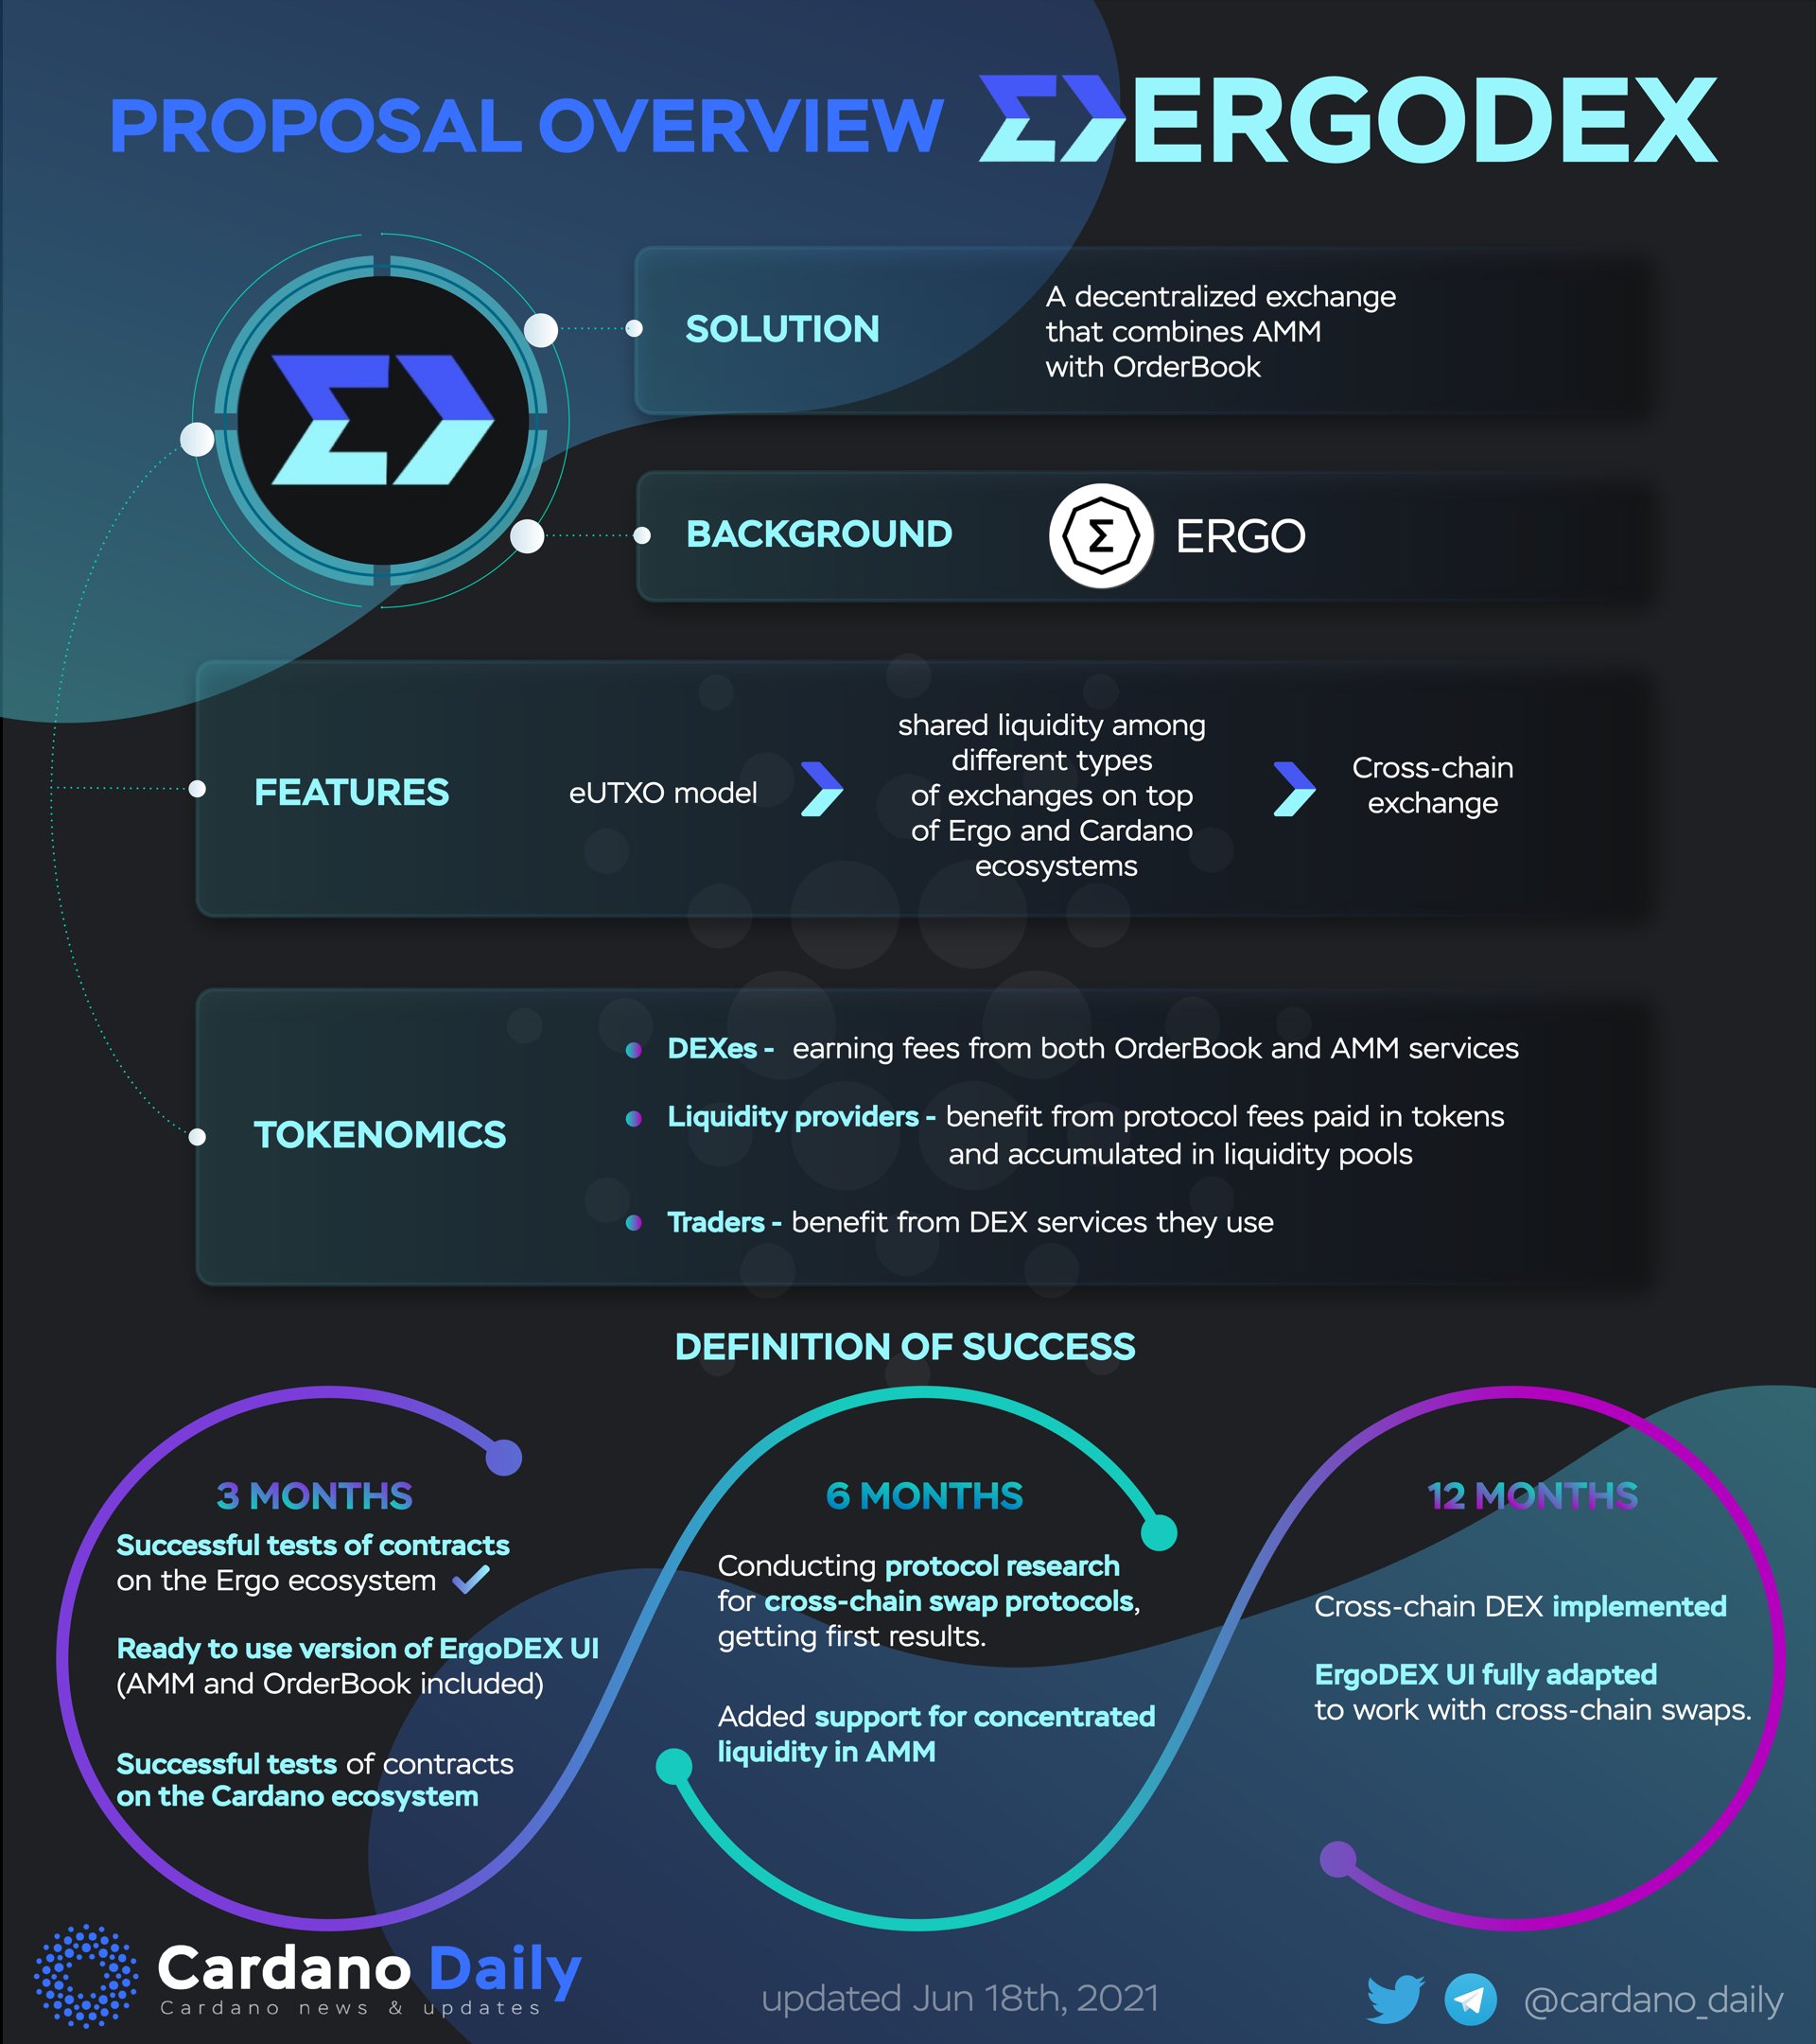 PROPOSAL OVERVIEW ERGODEX
SOLUTION
A decentralized exchange
that combines AMM
with OrderBook
BACKGROUND
Σ ERGO
FEATURES
eUTXO model
shared liquidity among
different types
of exchanges on top
of Ergo and Cardano
ecosystems
Cross-chain
exchange
TOKENOMICS
DEXes - earning fees from both OrderBook and AMM services
Liquidity providers - benefit from protocol fees paid in tokens
and accumulated in liquidity pools
Traders - benefit from DEX services they use
DEFINITION OF SUCCESS
3 MONTHS
Successful tests of contracts
on the Ergo ecosystem
Ready to use version of ErgoDEX UI
(AMM and OrderBook included)
Successful tests of contracts
on the Cardano ecosystem
6 MONTHS
Conducting protocol research
for cross-chain swap protocols,
getting first results.
Added support for concentrated
liquidity in AMM
12 MONTHS
Cross-chain DEX implemented
ErgoDEX UI fully adapted
to work with cross-chain swaps.
Cardano Daily
Cardano news & updates
updated Jun 18th, 2021
@cardano_daily